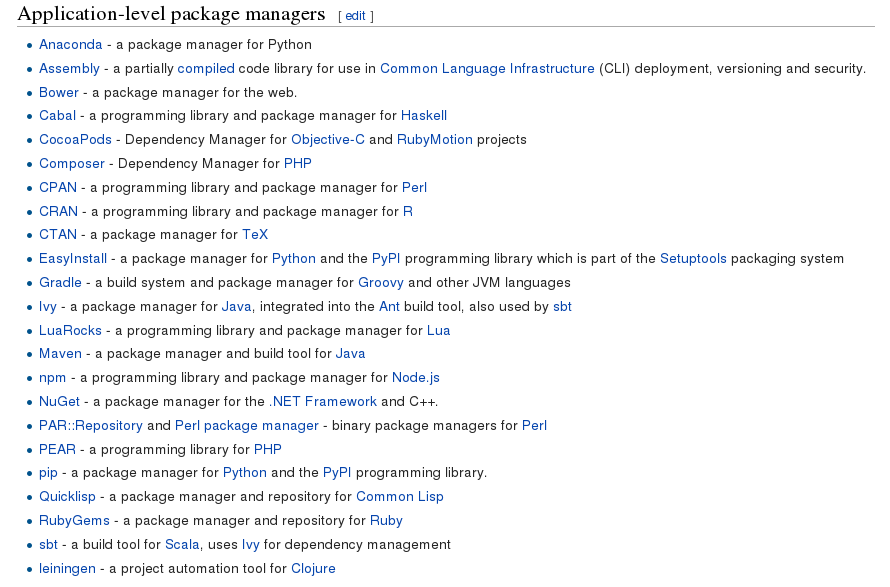 Application-level package managers [ edit ]
• Anaconda - a package manager for Python
• Assembly - a partially compiled code library for use in Common Language Infrastructure (CLI) deployment, versioning and security.
• Bower - a package manager for the web.
• Cabal - a programming library and package manager for Haskell
• CocoaPods - Dependency Manager for Objective-C and RubyMotion projects
• Composer - Dependency Manager for PHP
• CPAN - a programming library and package manager for Perl
• CRAN - a programming library and package manager for R
• CTAN - a package manager for TeX
• EasyInstall - a package manager for Python and the PyPI programming library which is part of the Setuptools packaging system
• Gradle - a build system and package manager for Groovy and other JVM languages
• Ivy - a package manager for Java, integrated into the Ant build tool, also used by sbt
• LuaRocks - a programming library and package manager for Lua
• Maven - a package manager and build tool for Java
• npm - a programming library and package manager for Node.js
• NuGet - a package manager for the .NET Framework and C++.
• PAR::Repository and Perl package manager - binary package managers for Perl
• PEAR - a programming library for PHP
• pip - a package manager for Python and the PyPI programming library.
• Quicklisp - a package manager and repository for Common Lisp
• RubyGems - a package manager and repository for Ruby
• sbt - a build tool for Scala, uses Ivy for dependency management
• leiningen - a project automation tool for Clojure